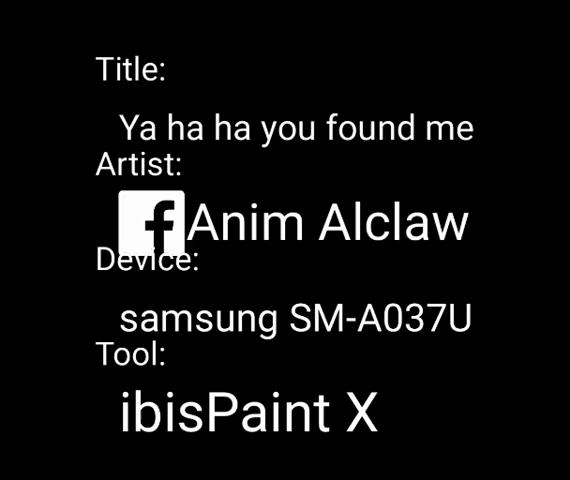 Title:
Ya ha ha you found me
Artist:
Anim Alclaw
Device:
samsung SM-A037U
Tool:
ibisPaint X